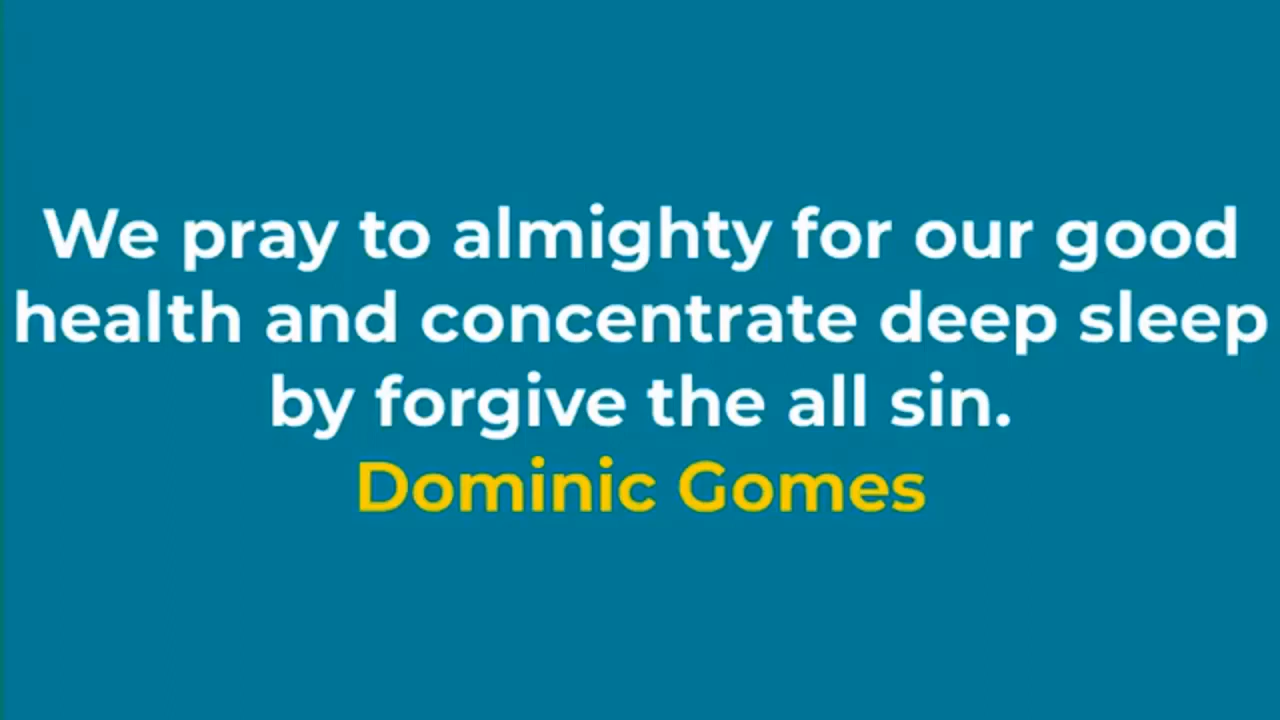 We pray to almighty for our good
health and concentrate deep sleep
by forgive the all sin.
Dominic Gomes